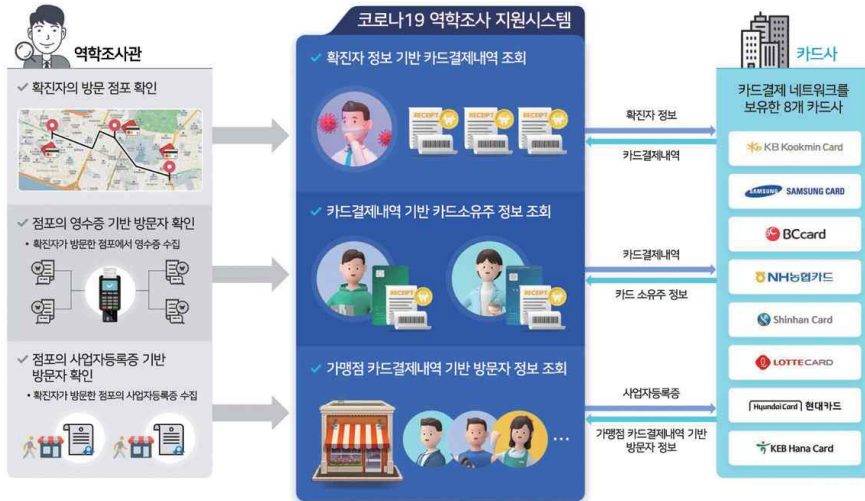 역학조사관
✓ 확진자의 방문 점포 확인
✓ 점포의 영수증 기반 방문자 확인
• 확진자가 방문한 점포에서 영수증 수집
✓ 점포의 사업자등록증 기반
방문자 확인
• 확진자가 방문한 점포의 사업자등록증 수집
코로나19 역학조사 지원시스템
✓ 확진자 정보 기반 카드결제내역 조회
RECEIPT
RECEIPT
RECEIPT
✓ 카드결제내역 기반 카드소유주 정보 조회
RECEIPT
RECEIPT
✓ 가맹점 카드결제내역 기반 방문자 정보 조회
...
확진자 정보
카드결제내역
카드결제내역
카드 소유주 정보
사업자등록증
가맹점 카드결제내역 기반
방문자 정보
카드사
카드결제 네트워크를
보유한 8개 카드사
KB Kookmin Card
SAMSUNG SAMSUNG CARD
BCcard
NH농협카드
Shinhan Card
LOTTE CARD
Hyundai Card 현대카드
KEB Hana Card